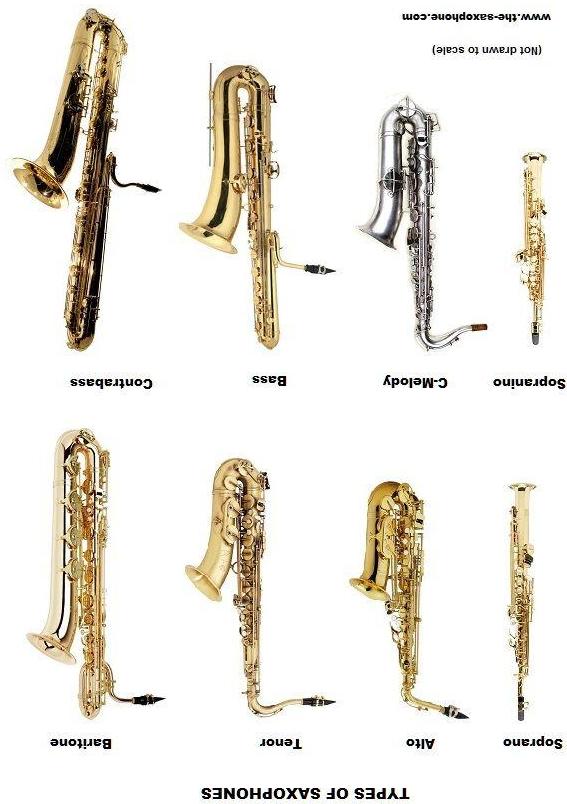 TYPES OF SAXOPHONES
Soprano Alto Tenor Baritone
Sopranino C-Melody Bass Contrabass
(Not drawn to scale)
www.the-saxophone.com